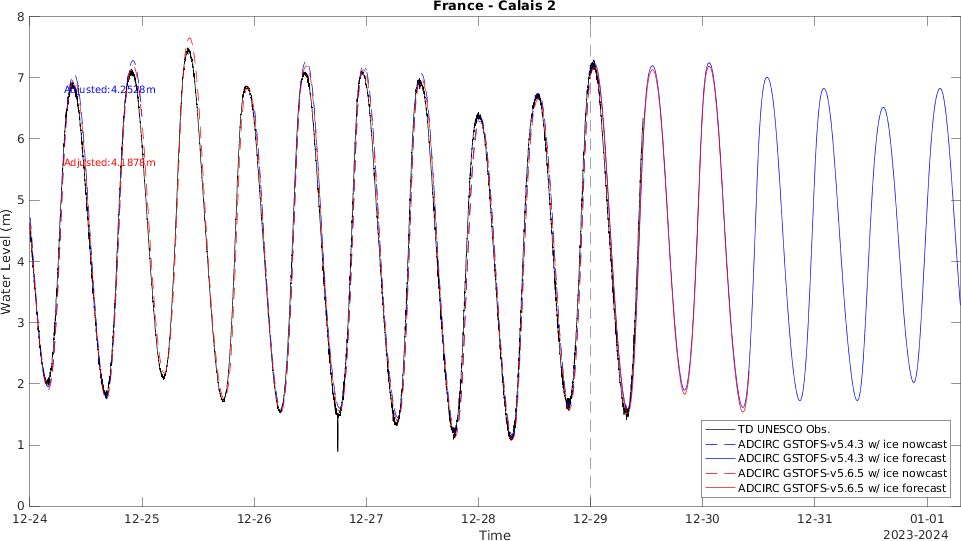 France - Calais 2
8
7
6
5
4
3
2
1
0
Water Level (m)
Adjusted:4.2528m
Adjusted:4.1878m
TD UNESCO Obs.
ADCIRC GSTOFS-v5.4.3 w/ ice nowcast
ADCIRC GSTOFS-v5.4.3 w/ ice forecast
ADCIRC GSTOFS-v5.6.5 w/ ice nowcast
ADCIRC GSTOFS-v5.6.5 w/ ice forecast
12-24 12-25 12-26 12-27 12-28 12-29 12-30 12-31 01-01
Time
2023-2024